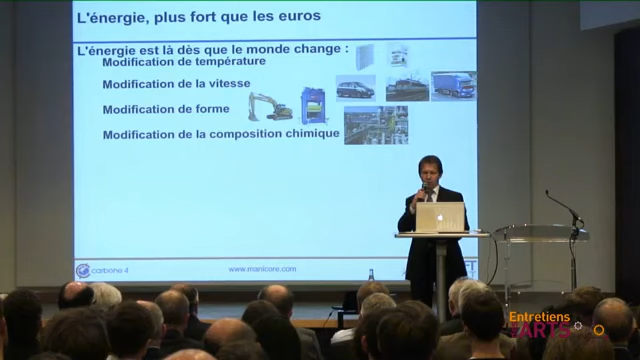 L'énergie, plus fort que les euros
L'énergie est là dès que le monde change :
Modification de température
Modification de la vitesse
Modification de forme
Modification de la composition chimique
carbone 4
www.manicore.com
Entretiens